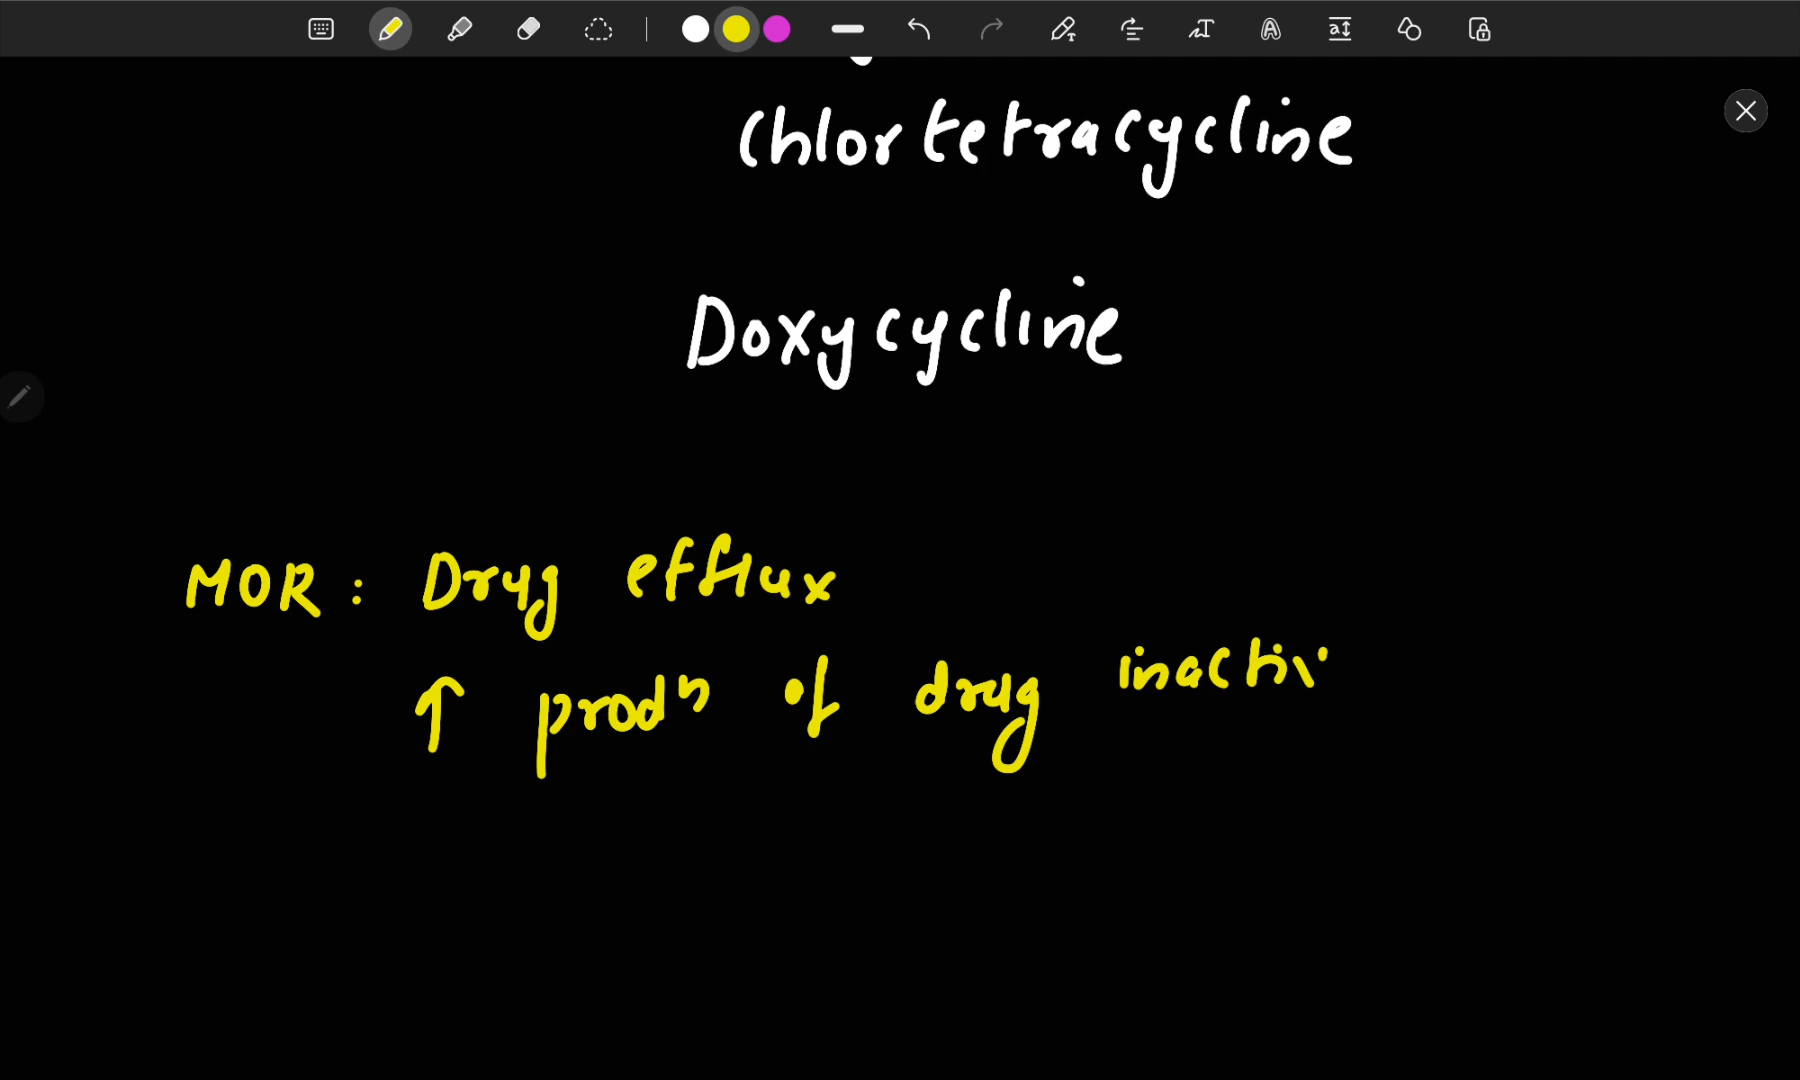 Chlortetracycline
Doxycycline
MOR: Drug efflux
↑ prodn of drug inactiv